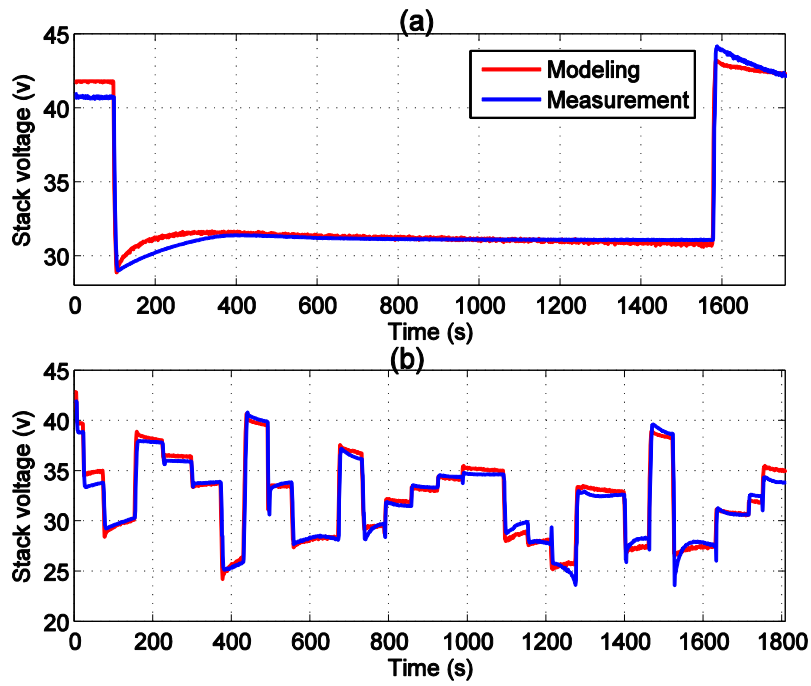 (a)
Stack voltage (v)
45
40
35
30
Modeling
Measurement
0 200 400 600 800 1000 1200 1400 1600
Time (s)
(b)
Stack voltage (v)
45
40
35
30
25
20
0 200 400 600 800 1000 1200 1400 1600 1800
Time (s)